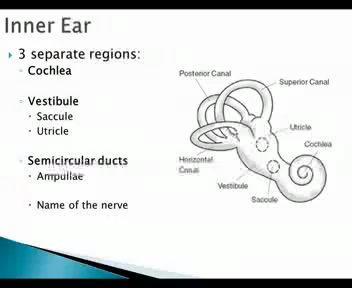 Inner Ear
3 separate regions:
Cochlea
Vestibule
Saccule
Utricle
Semicircular ducts
Ampullae
Name of the nerve
Posterior Canal
Superior Canal
Utricle
Cochlea
Horizontal
Canal
Vestibule
Saccule